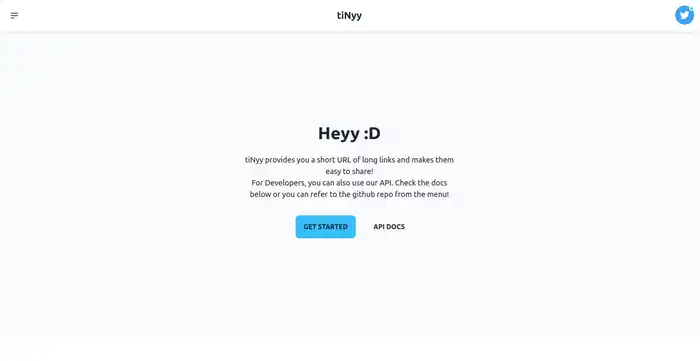 tiNyy
Heyy :D
tiNyy provides you a short URL of long links and makes them
easy to share!
For Developers, you can also use our API. Check the docs
below or you can refer to the github repo from the menu!
GET STARTED
API DOCS